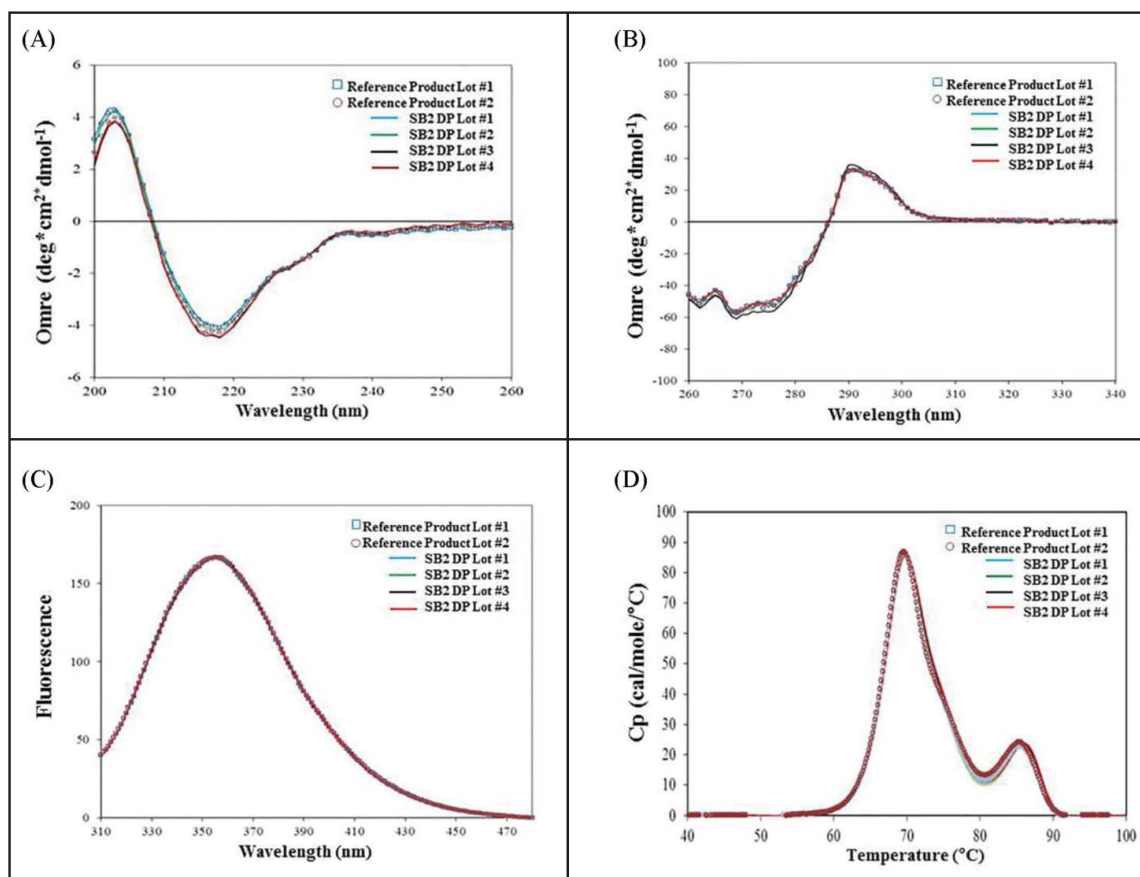 (A)
6
4
2
0
-2
-4
-6
Omre (deg*cm²*dmol⁻¹)
Reference Product Lot #1
Reference Product Lot #2
SB2 DP Lot #1
SB2 DP Lot #2
SB2 DP Lot #3
SB2 DP Lot #4
200 210 220 230 240 250 260
Wavelength (nm)
(B)
100
80
60
40
20
0
-20
-40
-60
-80
-100
Omre (deg*cm²*dmol⁻¹)
Reference Product Lot #1
Reference Product Lot #2
SB2 DP Lot #1
SB2 DP Lot #2
SB2 DP Lot #3
SB2 DP Lot #4
260 270 280 290 300 310 320 330 340
Wavelength (nm)
(C)
200
150
100
50
0
Fluorescence
Reference Product Lot #1
Reference Product Lot #2
SB2 DP Lot #1
SB2 DP Lot #2
SB2 DP Lot #3
SB2 DP Lot #4
310 330 350 370 390 410 430 450 470
Wavelength (nm)
(D)
100
90
80
70
60
50
40
30
20
10
0
Cp (cal/mole/°C)
Reference Product Lot #1
Reference Product Lot #2
SB2 DP Lot #1
SB2 DP Lot #2
SB2 DP Lot #3
SB2 DP Lot #4
40 50 60 70 80 90 100
Temperature (°C)